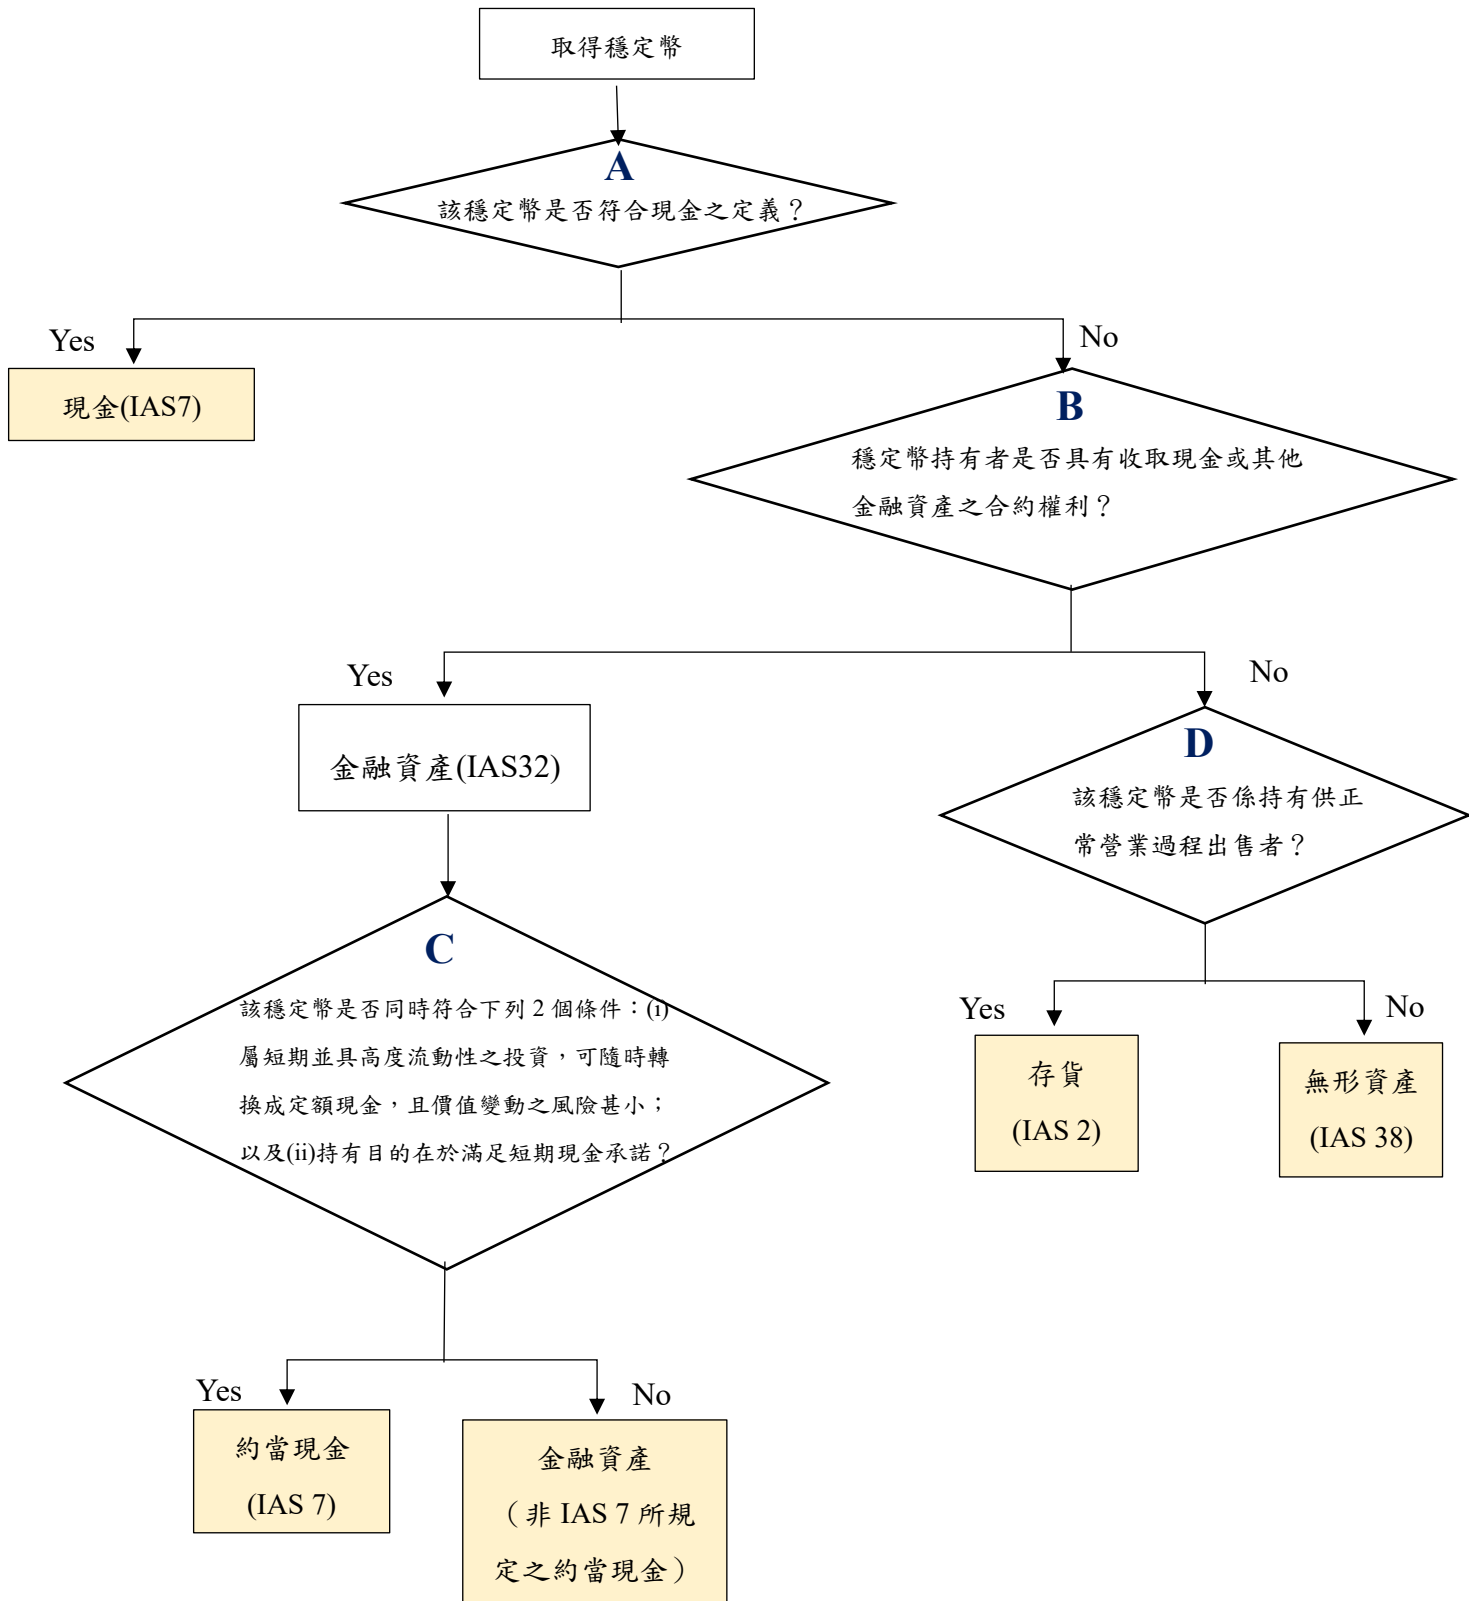 取得穩定幣
A
該穩定幣是否符合現金之定義？
Yes
No
現金(IAS7)
B
穩定幣持有者是否具有收取現金或其他
金融資產之合約權利？
Yes
No
金融資產(IAS32)
D
該穩定幣是否係持有供正
常營業過程出售者？
C
該穩定幣是否同時符合下列 2 個條件：(i)
屬短期並具高度流動性之投資，可隨時轉
換成定額現金，且價值變動之風險甚小；
以及(ii)持有目的在於滿足短期現金承諾？
Yes
No
存貨
(IAS 2)
無形資產
(IAS 38)
Yes
No
約當現金
(IAS 7)
金融資產
（非 IAS 7 所規
定之約當現金）